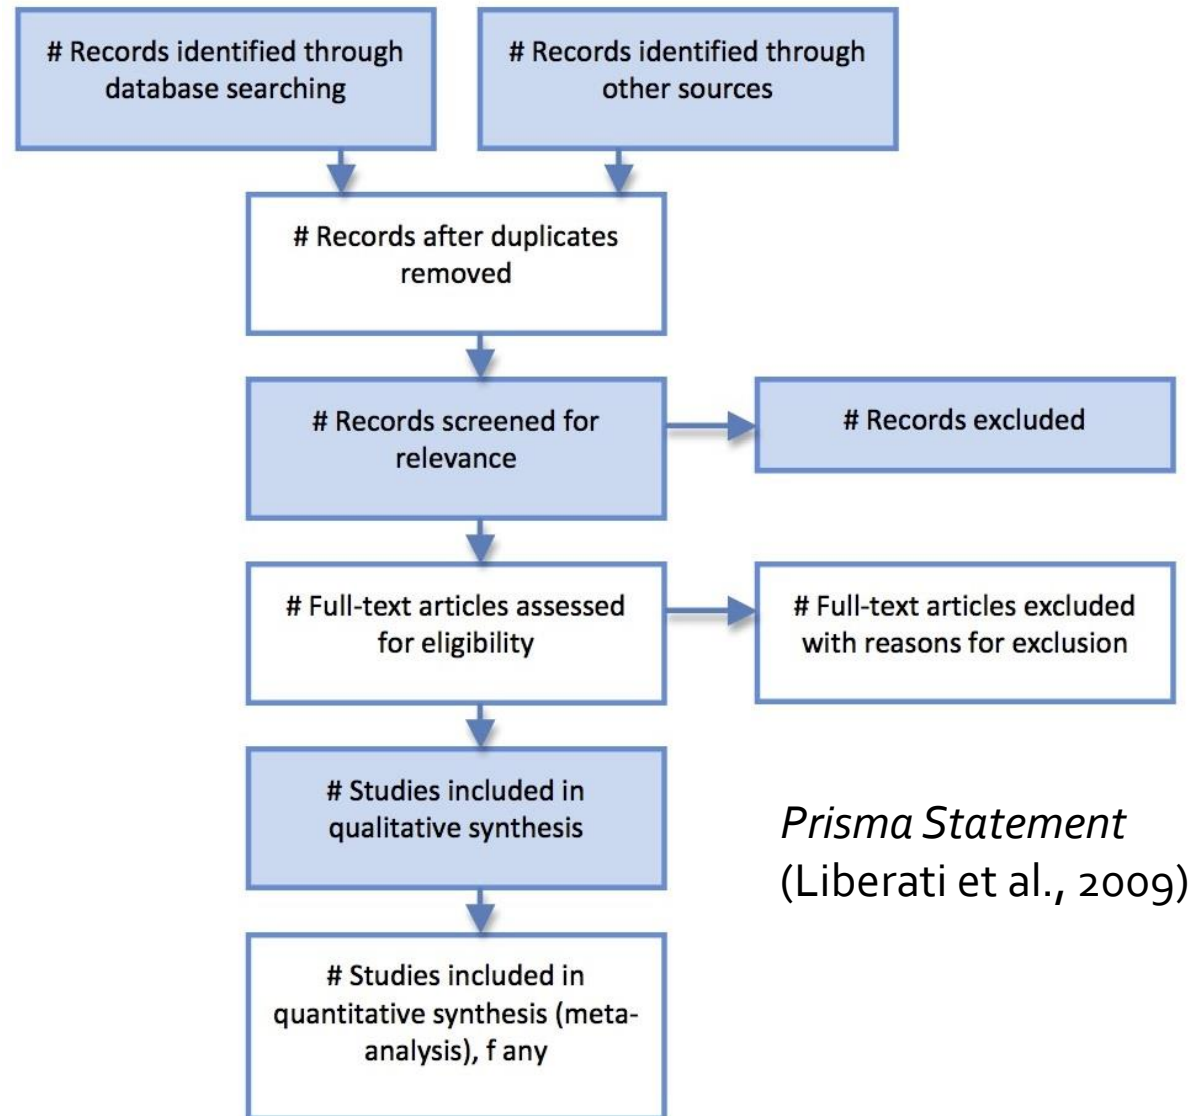 # Records identified through
database searching
# Records identified through
other sources
# Records after duplicates
removed
# Records screened for
relevance
# Records excluded
# Full-text articles assessed
for eligibility
# Full-text articles excluded
with reasons for exclusion
# Studies included in
qualitative synthesis
Prisma Statement
(Liberati et al., 2009)
# Studies included in
quantitative synthesis (meta-
analysis), f any